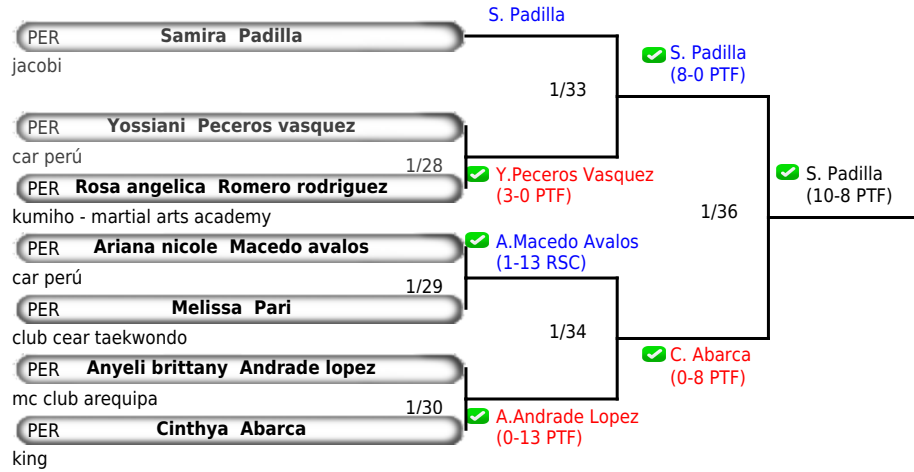 S. Padilla
PER Samira Padilla
jacobi
S. Padilla
(8-0 PTF)
1/33
PER Yossiani Peceros vasquez
car perú
1/28
Y.Peceros Vasquez
(3-0 PTF)
PER Rosa angelica Romero rodriguez
kumiho - martial arts academy
S. Padilla
(10-8 PTF)
1/36
PER Ariana nicole Macedo avalos
car perú
A.Macedo Avalos
(1-13 RSC)
1/29
PER Melissa Pari
club cear taekwondo
1/34
C. Abarca
(0-8 PTF)
PER Anyeli brittany Andrade lopez
mc club arequipa
1/30
A.Andrade Lopez
(0-13 PTF)
PER Cinthya Abarca
king